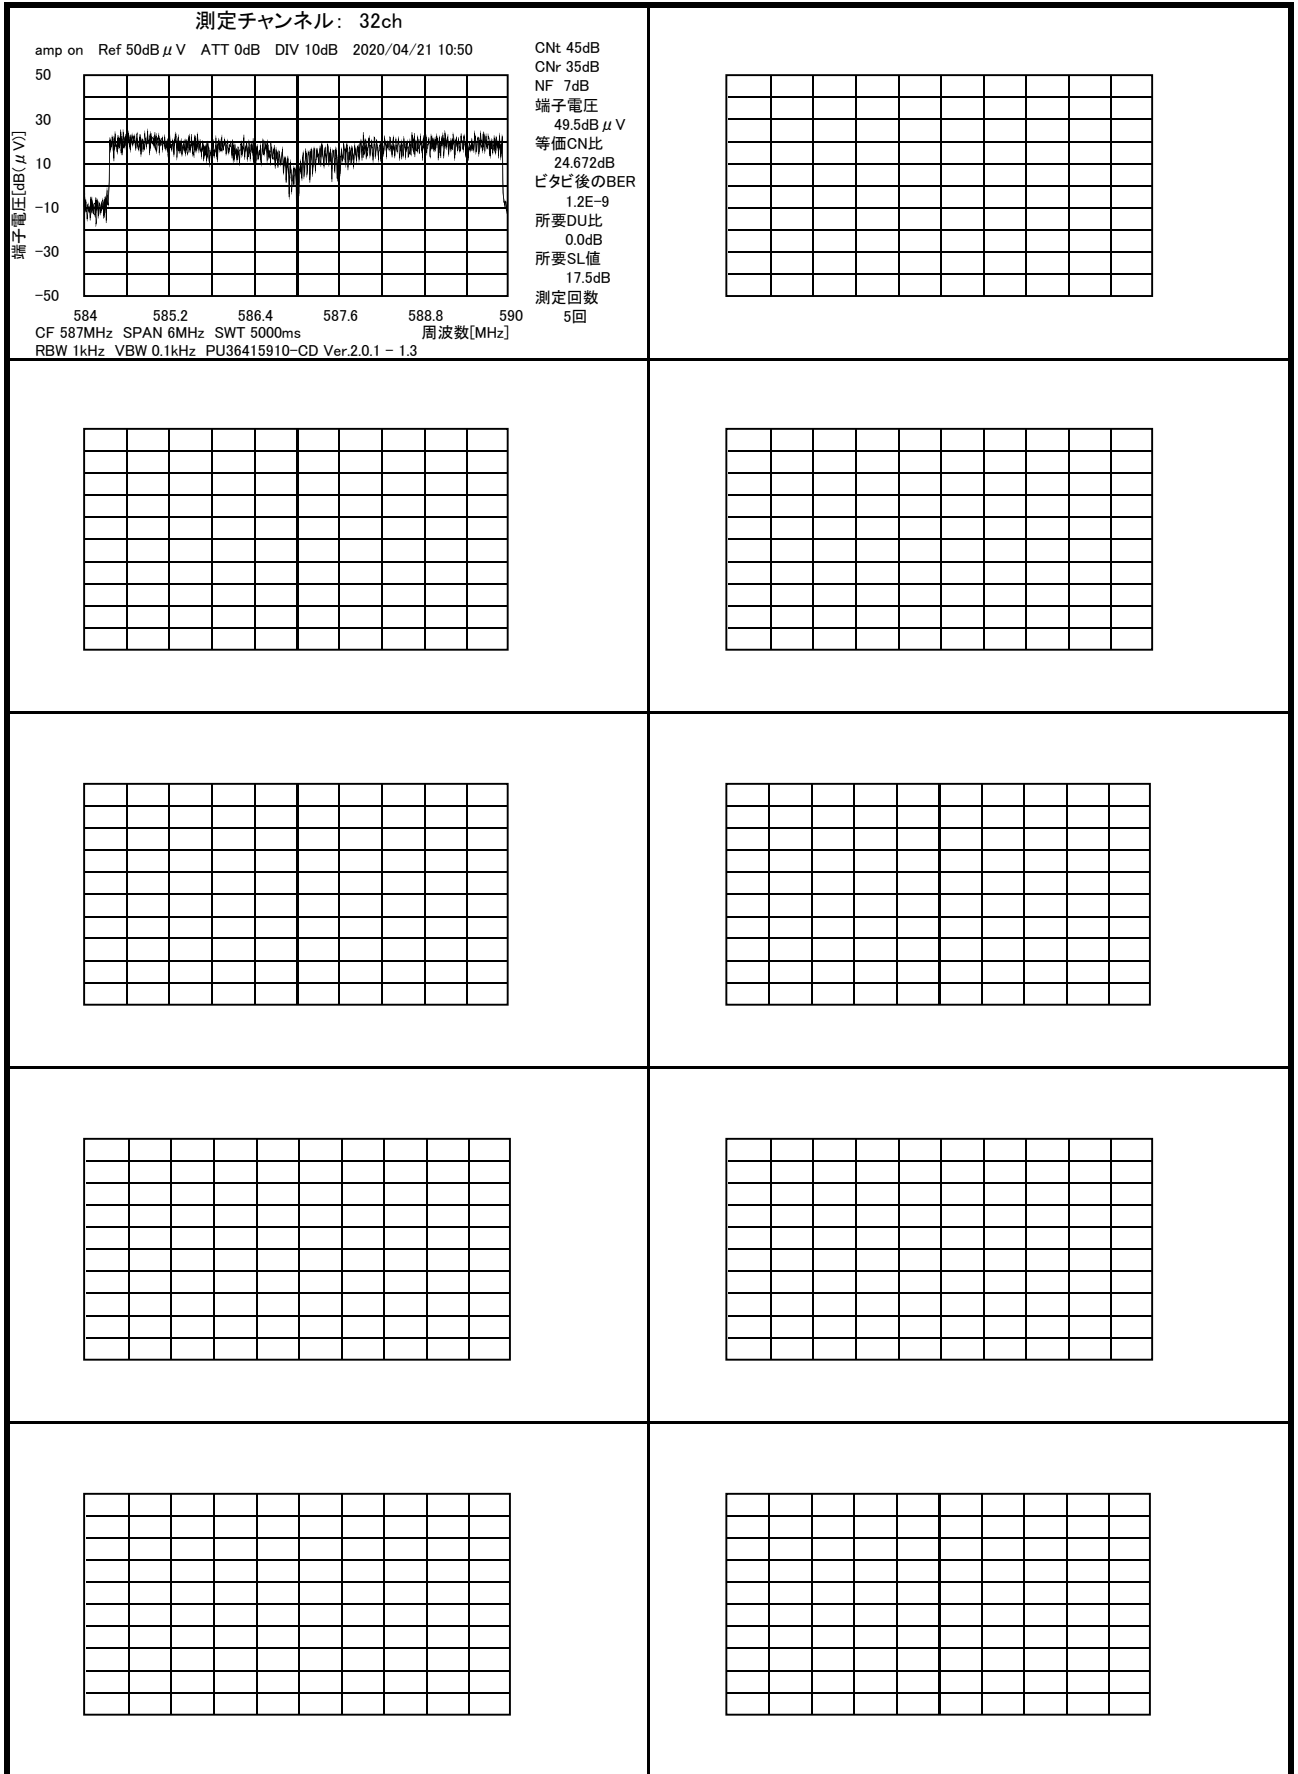 測定チャンネル： 32ch
amp on Ref 50dBμV ATT 0dB DIV 10dB 2020/04/21 10:50
CNt 45dB
CNr 35dB
NF 7dB
端子電圧
49.5dBμV
等価CN比
24.672dB
ビタビ後のBER
1.2E-9
所要DU比
0.0dB
所要SL値
17.5dB
測定回数
5回
端子電圧[dB(μV)]
50
30
10
-10
-30
-50
584 585.2 586.4 587.6 588.8 590
CF 587MHz SPAN 6MHz SWT 5000ms 周波数[MHz]
RBW 1kHz VBW 0.1kHz PU36415910-CD Ver.2.0.1 - 1.3